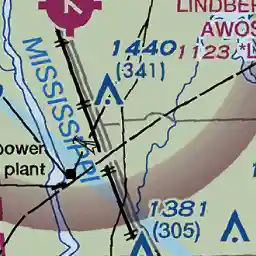 LINDBER
AWOS
1123 *L
1440
(341)
MISSISSIPPI
power
plant
1381
(305)